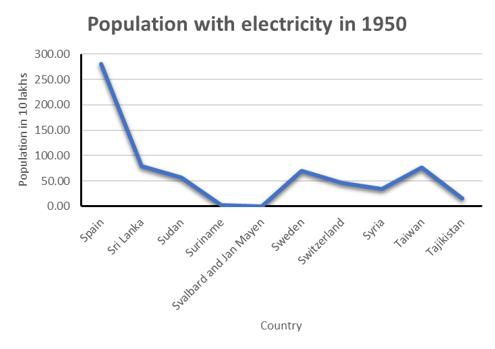 Population with electricity in 1950
Population in 10 lakhs
300.00
250.00
200.00
150.00
100.00
50.00
0.00
Spain
Sri Lanka
Sudan
Suriname
Svalbard and Jan Mayen
Sweden
Switzerland
Syria
Taiwan
Tajikistan
Country